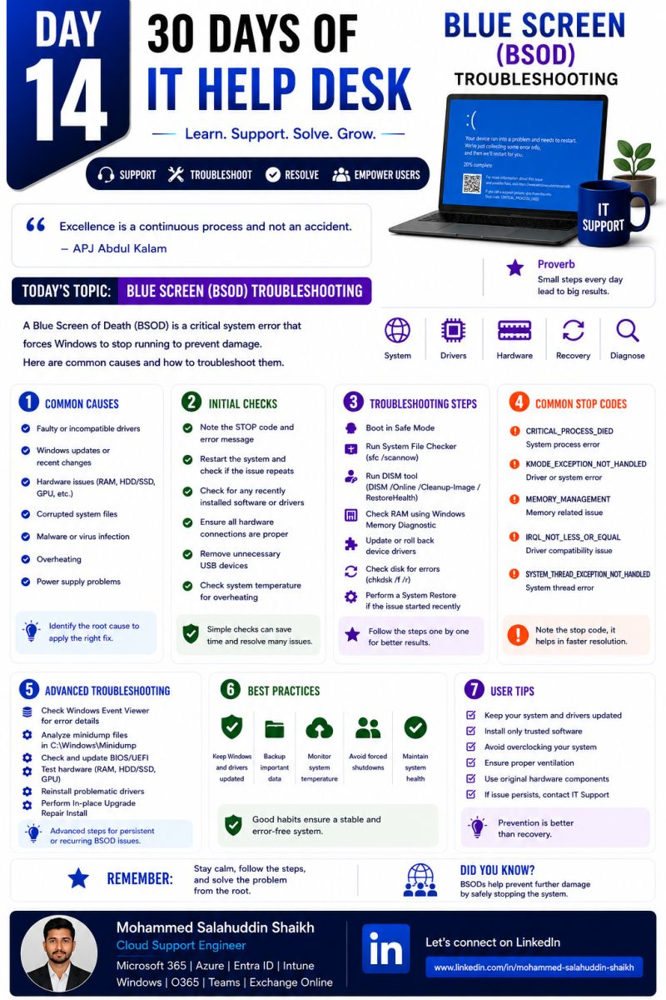 DAY
14
30 DAYS OF
IT HELP DESK
Learn. Support. Solve. Grow.
SUPPORT
TROUBLESHOOT
RESOLVE
EMPOWER USERS
BLUE SCREEN
(BSOD)
TROUBLESHOOTING
:(
Your device ran into a problem and needs to restart.
We're just collecting some error info,
and then we'll restart for you.
20% complete
For more information about this issue
IT
SUPPORT
“ Excellence is a continuous process and not an accident.
– APJ Abdul Kalam
Proverb
Small steps every day
lead to big results.
TODAY'S TOPIC: BLUE SCREEN (BSOD) TROUBLESHOOTING
A Blue Screen of Death (BSOD) is a critical system error that
forces Windows to stop running to prevent damage.
Here are common causes and how to troubleshoot them.
System
Drivers
Hardware
Recovery
Diagnose
1 COMMON CAUSES
Faulty or incompatible drivers
Windows updates or
recent changes
Hardware issues (RAM, HDD/SSD,
GPU, etc.)
Corrupted system files
Malware or virus infection
Overheating
Power supply problems
Identify the root cause to
apply the right fix.
2 INITIAL CHECKS
Note the STOP code and
error message
Restart the system and
check if the issue repeats
Check for any recently
installed software or drivers
Ensure all hardware
connections are proper
Remove unnecessary
USB devices
Check system temperature
for overheating
Simple checks can save
time and resolve many issues.
3 TROUBLESHOOTING STEPS
Boot in Safe Mode
Run System File Checker
(sfc /scannow)
Run DISM tool
(DISM /Online /Cleanup-Image /
RestoreHealth)
Check RAM using Windows
Memory Diagnostic
Update or roll back
device drivers
Check disk for errors
(chkdsk /f /r)
Perform a System Restore
if the issue started recently
Follow the steps one by one
for better results.
4 COMMON STOP CODES
CRITICAL_PROCESS_DIED
System process error
KMODE_EXCEPTION_NOT_HANDLED
Driver or system error
MEMORY_MANAGEMENT
Memory related issue
IRQL_NOT_LESS_OR_EQUAL
Driver compatibility issue
SYSTEM_THREAD_EXCEPTION_NOT_HANDLED
System thread error
Note the stop code, it
helps in faster resolution.
5 ADVANCED TROUBLESHOOTING
Check Windows Event Viewer
for error details
Analyze minidump files
in C:\Windows\Minidump
Check and update BIOS/UEFI
Test hardware (RAM, HDD/SSD,
GPU)
Reinstall problematic drivers
Perform In-place Upgrade
Repair Install
Advanced steps for persistent
or recurring BSOD issues.
6 BEST PRACTICES
Keep Windows
and drivers
updated
Backup
important
data
Monitor
system
temperature
Avoid forced
shutdowns
Maintain
system
health
Good habits ensure a stable and
error-free system.
7 USER TIPS
Keep your system and drivers updated
Install only trusted software
Avoid overclocking your system
Ensure proper ventilation
Use original hardware components
If issue persists, contact IT Support
Prevention is better
than recovery.
REMEMBER:
Stay calm, follow the steps,
and solve the problem
from the root.
DID YOU KNOW?
BSODs help prevent further damage
by safely stopping the system.
Mohammed Salahuddin Shaikh
Cloud Support Engineer
Microsoft 365 | Azure | Entra ID | Intune
Windows | O365 | Teams | Exchange Online
in
Let's connect on LinkedIn
www.linkedin.com/in/mohammed-salahuddin-shaikh